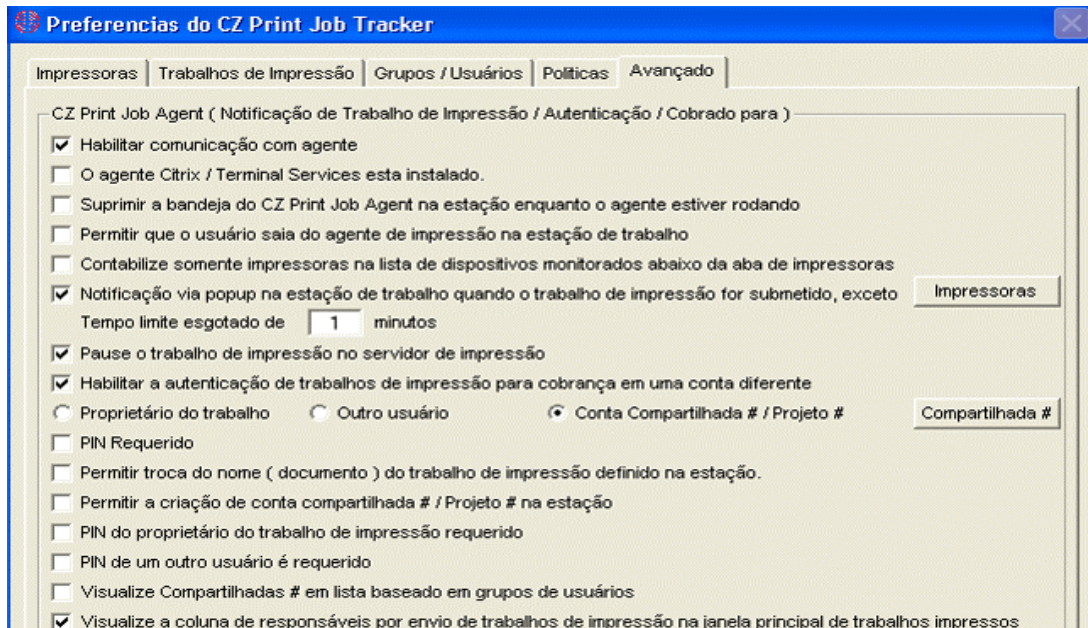 Preferencias do CZ Print Job Tracker
Impressoras Trabalhos de Impressão Grupos / Usuários Politicas Avançado
CZ Print Job Agent ( Notificação de Trabalho de Impressão / Autenticação / Cobrado para )
Habilitar comunicação com agente
O agente Citrix / Terminal Services esta instalado.
Suprimir a bandeja do CZ Print Job Agent na estação enquanto o agente estiver rodando
Permitir que o usuário saia do agente de impressão na estação de trabalho
Contabilize somente impressoras na lista de dispositivos monitorados abaixo da aba de impressoras
Notificação via popup na estação de trabalho quando o trabalho de impressão for submetido, exceto Impressoras
Tempo limite esgotado de 1 minutos
Pause o trabalho de impressão no servidor de impressão
Habilitar a autenticação de trabalhos de impressão para cobrança em uma conta diferente
Proprietário do trabalho Outro usuário Conta Compartilhada # / Projeto # Compartilhada #
PIN Requerido
Permitir troca do nome ( documento ) do trabalho de impressão definido na estação.
Permitir a criação de conta compartilhada # / Projeto # na estação
PIN do proprietário do trabalho de impressão requerido
PIN de um outro usuário é requerido
Visualize Compartilhadas # em lista baseado em grupos de usuários
Visualize a coluna de responsáveis por envio de trabalhos de impressão na janela principal de trabalhos impressos